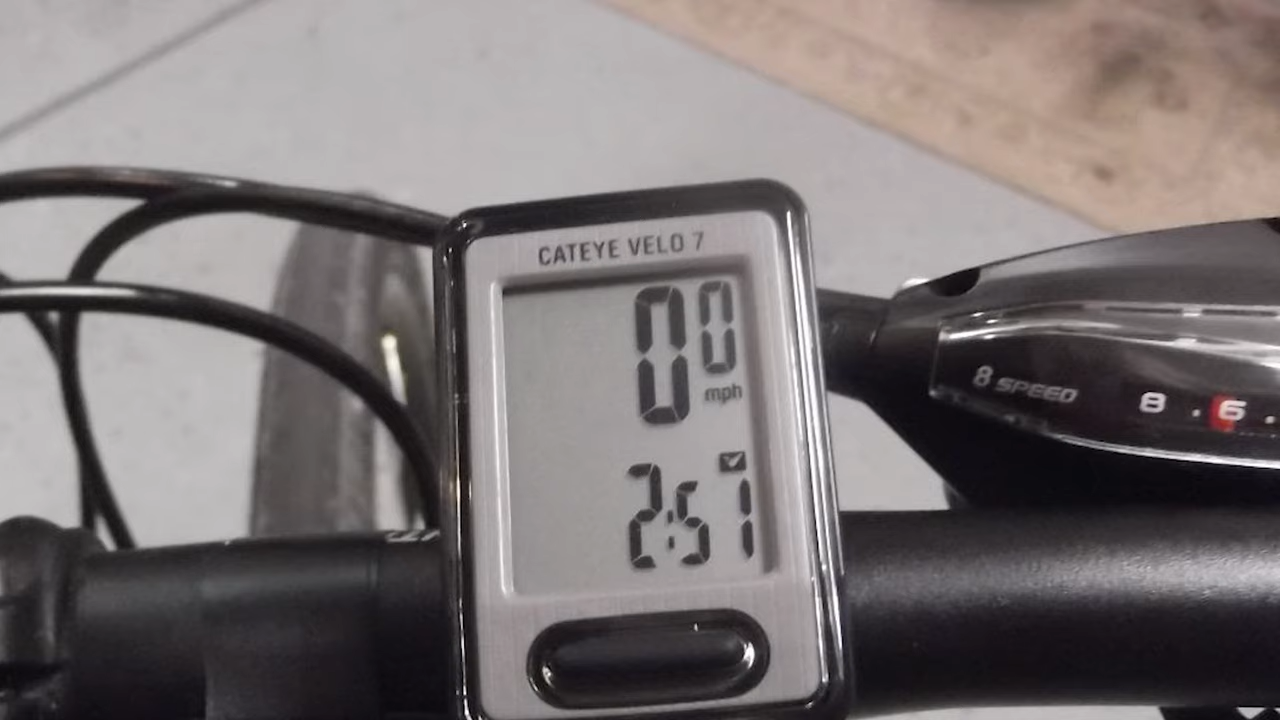 CATEYE VELO 7
00
mph
2:51
8 SPEED
8 . 6 .